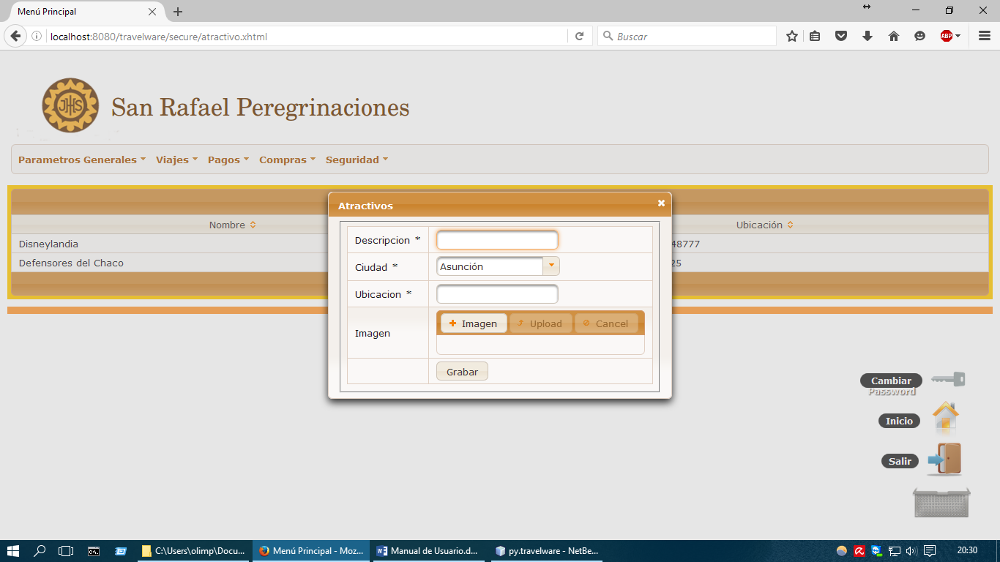 Menú Principal
localhost:8080/travelware/secure/atractivo.xhtml
Buscar
ABP
JHS
San Rafael Peregrinaciones
Parametros Generales Viajes Pagos Compras Seguridad
Nombre Ubicación
Disneylandia 48777
Defensores del Chaco 25
Atractivos
Descripcion *
Ciudad * Asunción
Ubicacion *
Imagen Imagen Upload Cancel
Grabar
Cambiar
Password
Inicio
Salir
C:\Users\olimp\Docu... Menú Principal - Moz... Manual de Usuario.d... py.travelware - NetBe... 20:30